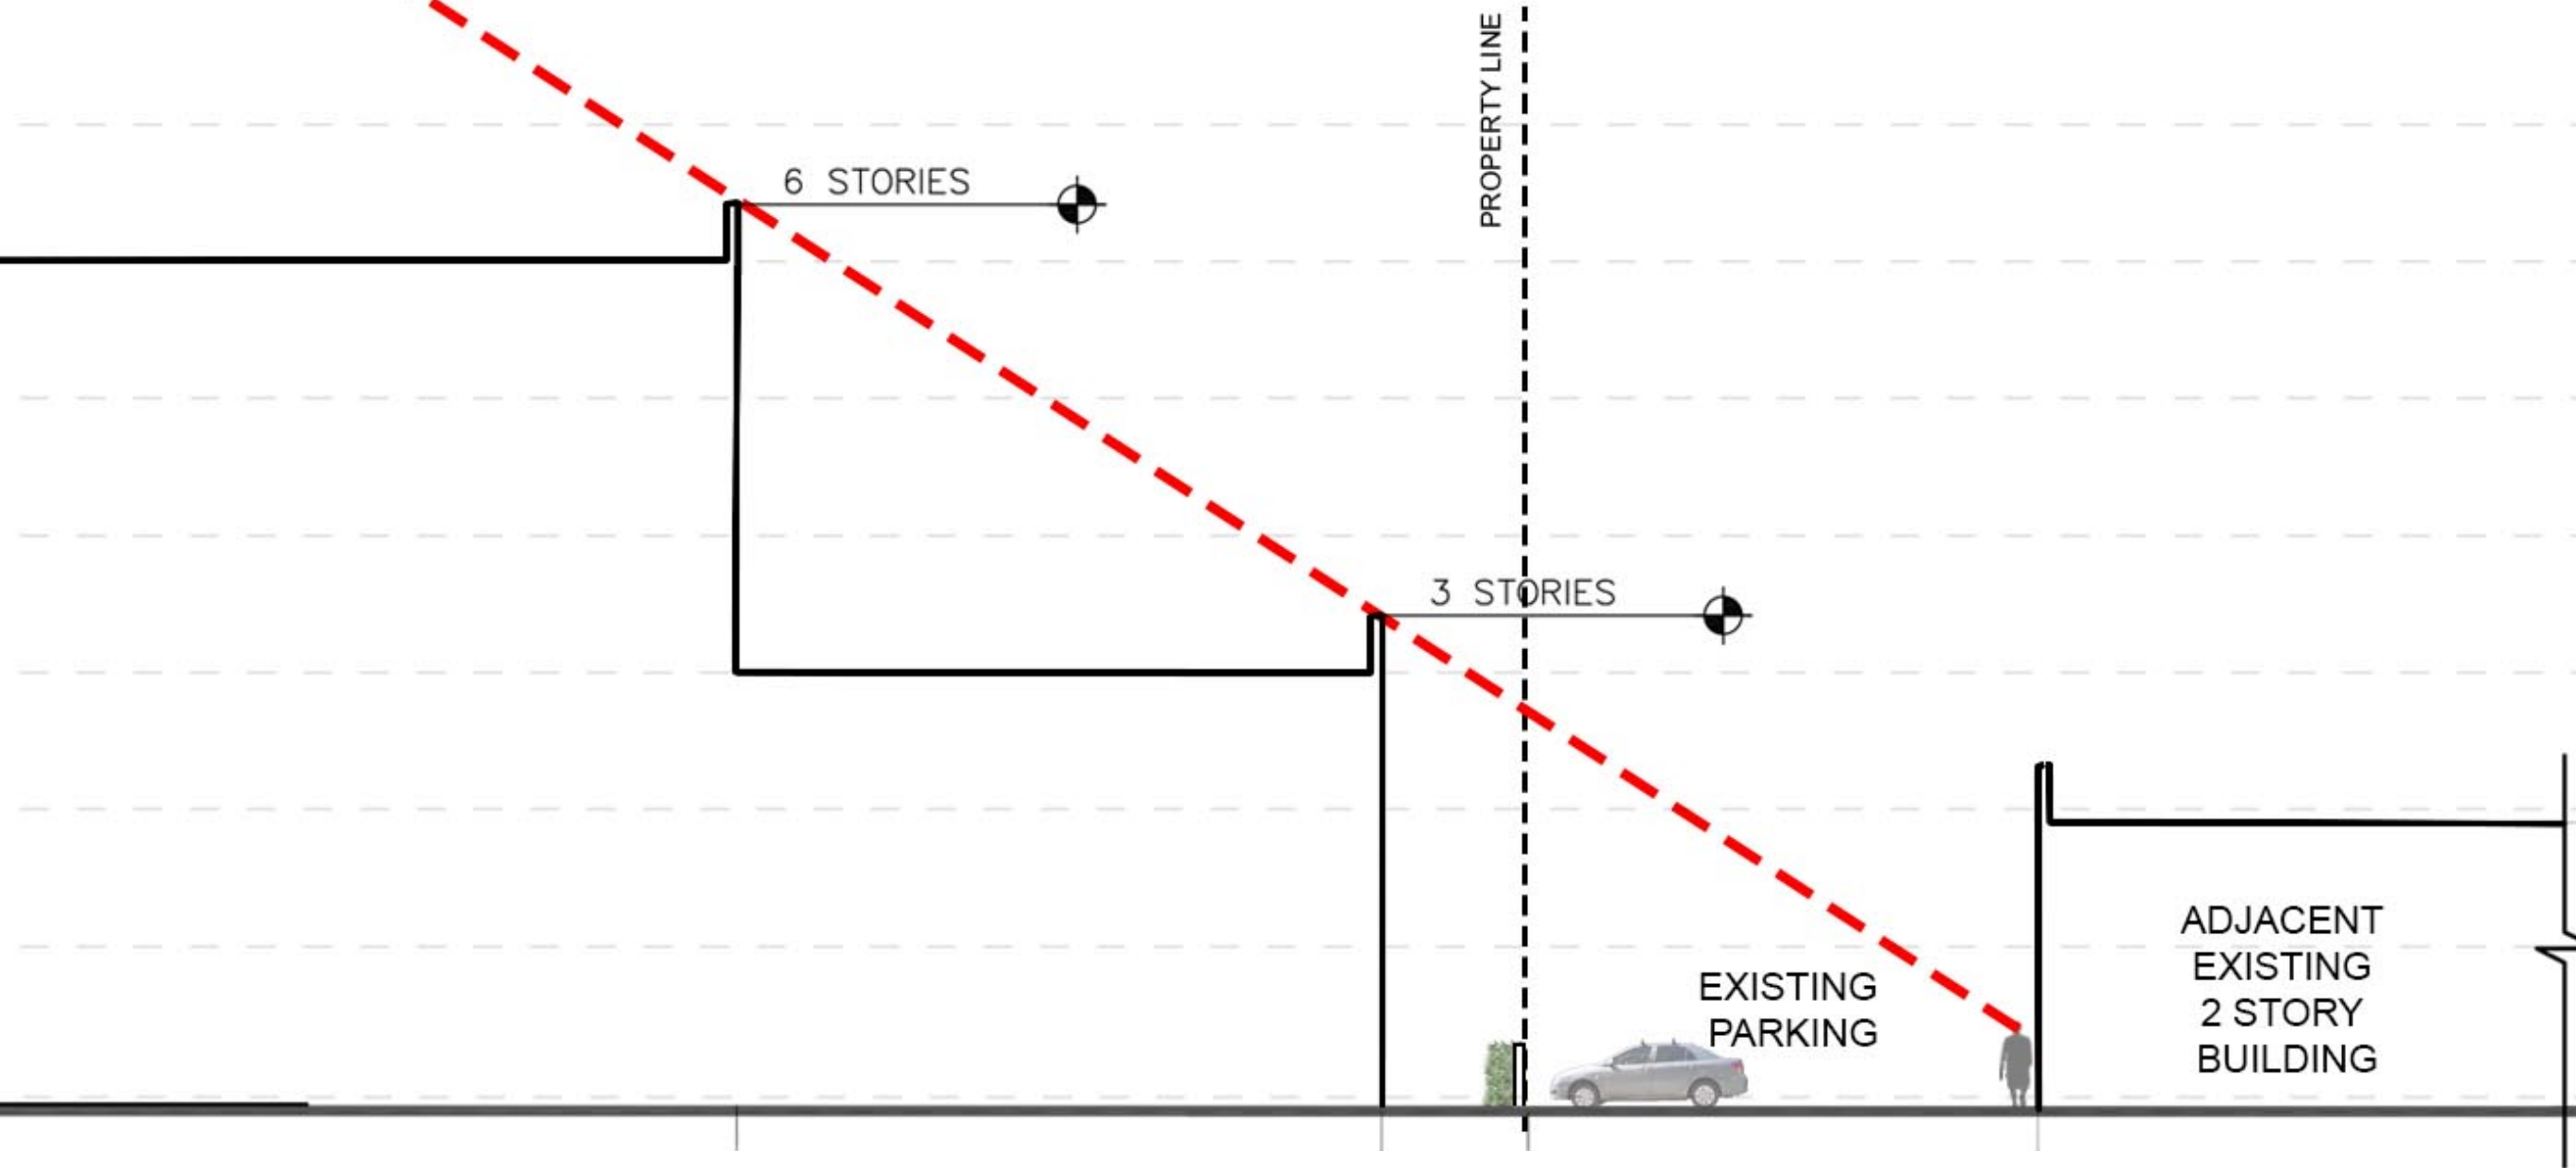 PROPERTY LINE
6 STORIES
3 STORIES
EXISTING
PARKING
ADJACENT
EXISTING
2 STORY
BUILDING